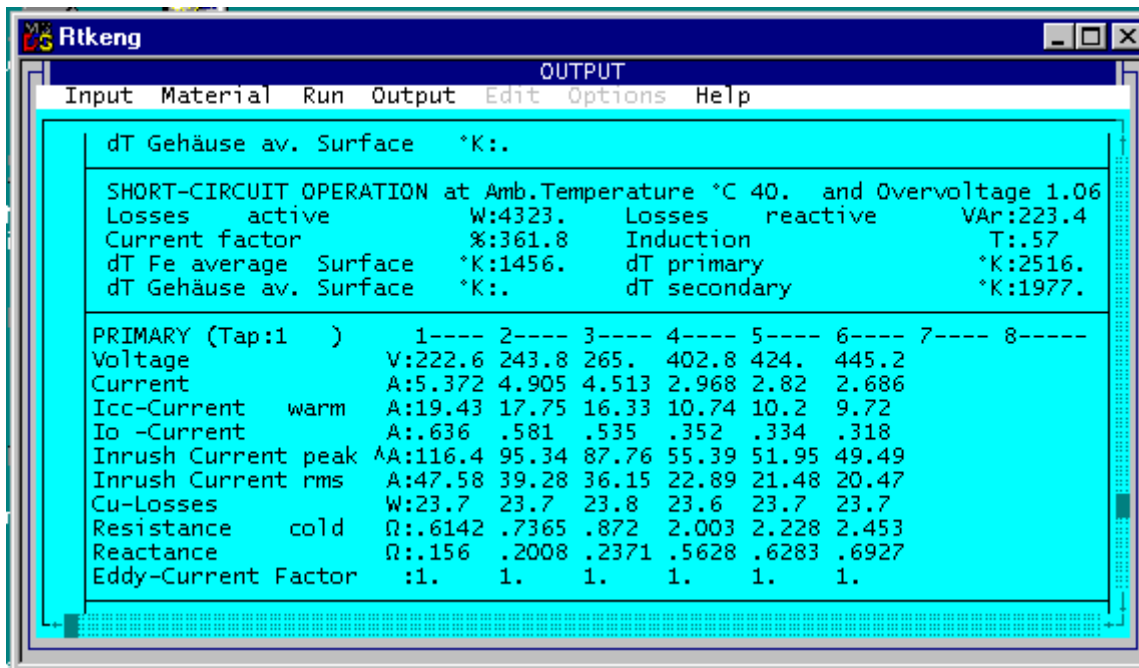 Rtkeng
OUTPUT
Input Material Run Output Edit Options Help
dT Gehäuse av. Surface °K:.
SHORT-CIRCUIT OPERATION at Amb.Temperature °C 40. and Overvoltage 1.06
Losses active W:4323. Losses reactive VAr:223.4
Current factor %:361.8 Induction T:.57
dT Fe average Surface °K:1456. dT primary °K:2516.
dT Gehäuse av. Surface °K:. dT secondary °K:1977.
PRIMARY (Tap:1 ) 1---- 2---- 3---- 4---- 5---- 6---- 7---- 8-----
Voltage V:222.6 243.8 265. 402.8 424. 445.2
Current A:5.372 4.905 4.513 2.968 2.82 2.686
Icc-Current warm A:19.43 17.75 16.33 10.74 10.2 9.72
Io -Current A:.636 .581 .535 .352 .334 .318
Inrush Current peak ^A:116.4 95.34 87.76 55.39 51.95 49.49
Inrush Current rms A:47.58 39.28 36.15 22.89 21.48 20.47
Cu-Losses W:23.7 23.7 23.8 23.6 23.7 23.7
Resistance cold Ω:.6142 .7365 .872 2.003 2.228 2.453
Reactance Ω:.156 .2008 .2371 .5628 .6283 .6927
Eddy-Current Factor :1. 1. 1. 1. 1. 1.